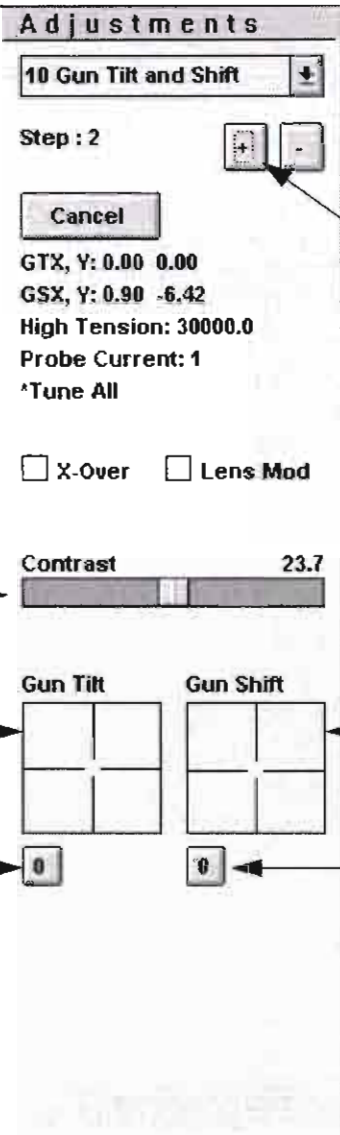 Adjustments
10 Gun Tilt and Shift
Step : 2 + -
Cancel
GTX, Y: 0.00 0.00
GSX, Y: 0.90 -6.42
High Tension: 30000.0
Probe Current: 1
*Tune All
X-Over Lens Mod
Contrast 23.7
Gun Tilt Gun Shift
0 0